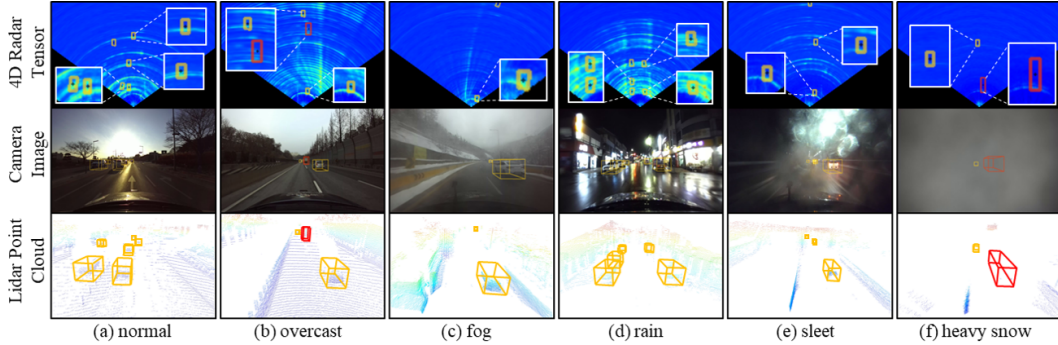 4D Radar
Tensor
Camera
Image
Lidar Point
Cloud
(a) normal
(b) overcast
(c) fog
(d) rain
(e) sleet
(f) heavy snow